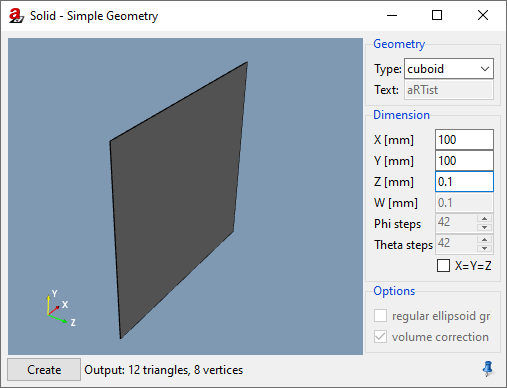 Solid - Simple Geometry
Geometry
Type: cuboid
Text: aRTist
Dimension
X [mm] 100
Y [mm] 100
Z [mm] 0.1
W [mm] 0.1
Phi steps 42
Theta steps 42
X=Y=Z
Options
regular ellipsoid gr
volume correction
Y
X
Z
Create Output: 12 triangles, 8 vertices